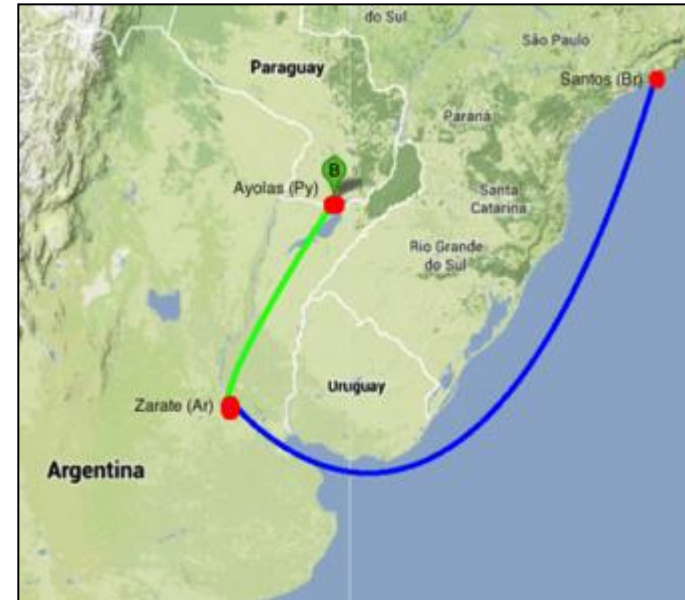 do Sul
São Paulo
Paraguay
Santos (Br)
Paraná
B
Ayolas (Py)
Santa
Catarina
Rio Grande
do Sul
Uruguay
Zarate (Ar)
Argentina